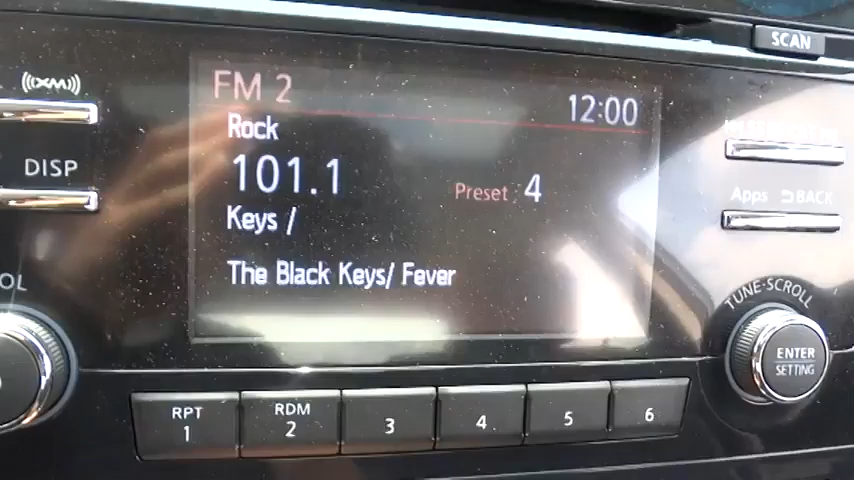 SCAN
((XM))
FM 2
12:00
Rock
DISP
101.1
Preset 4
Apps BACK
Keys /
The Black Keys/ Fever
OL
TUNE·SCROLL
ENTER
SETTING
RPT
1
RDM
2
3
4
5
6